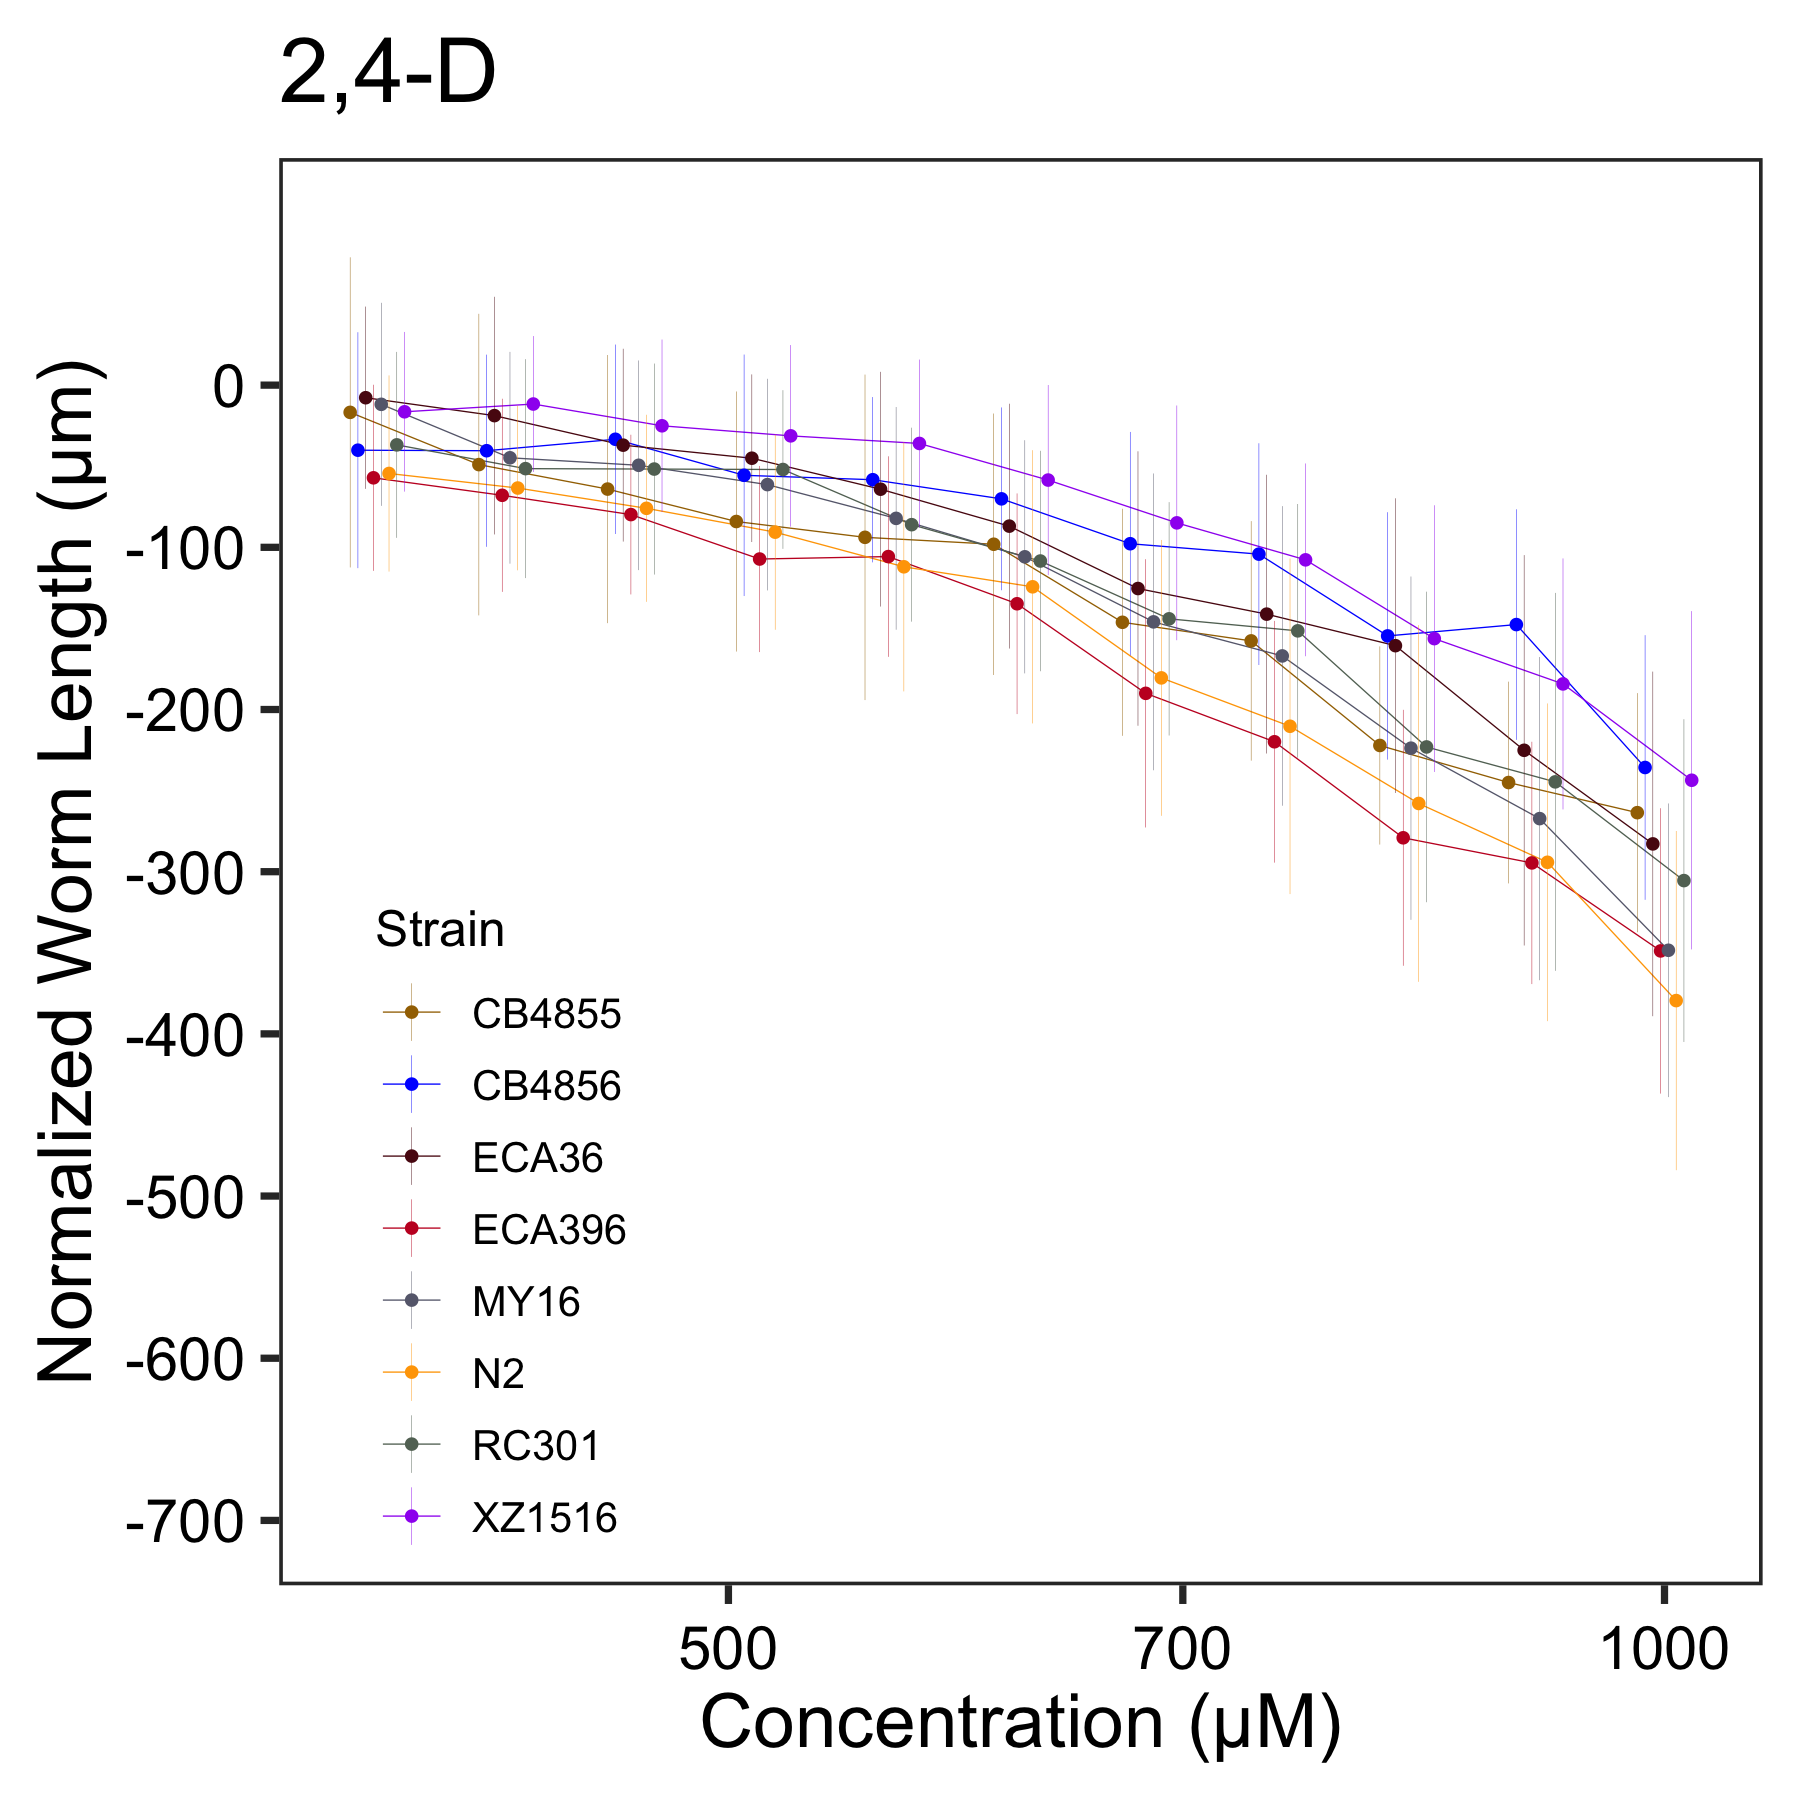 2,4-D
Normalized Worm Length (µm)
0
-100
-200
-300
-400
-500
-600
-700
Strain
CB4855
CB4856
ECA36
ECA396
MY16
N2
RC301
XZ1516
500 700 1000
Concentration (µM)